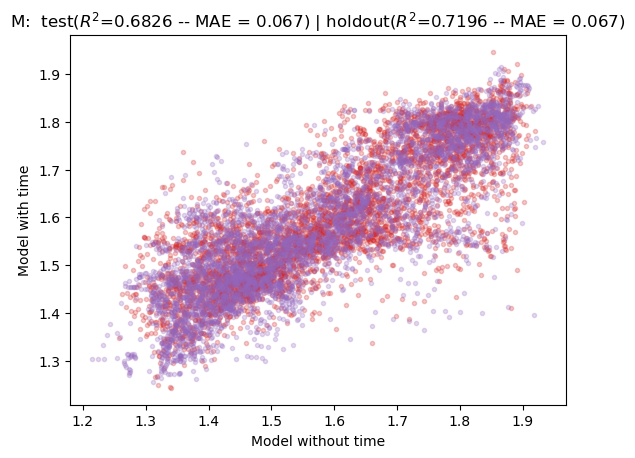 M:  test(R²=0.6826 -- MAE = 0.067) | holdout(R²=0.7196 -- MAE = 0.067)
1.9
1.8
1.7
1.6
1.5
1.4
1.3
Model with time
1.2 1.3 1.4 1.5 1.6 1.7 1.8 1.9
Model without time